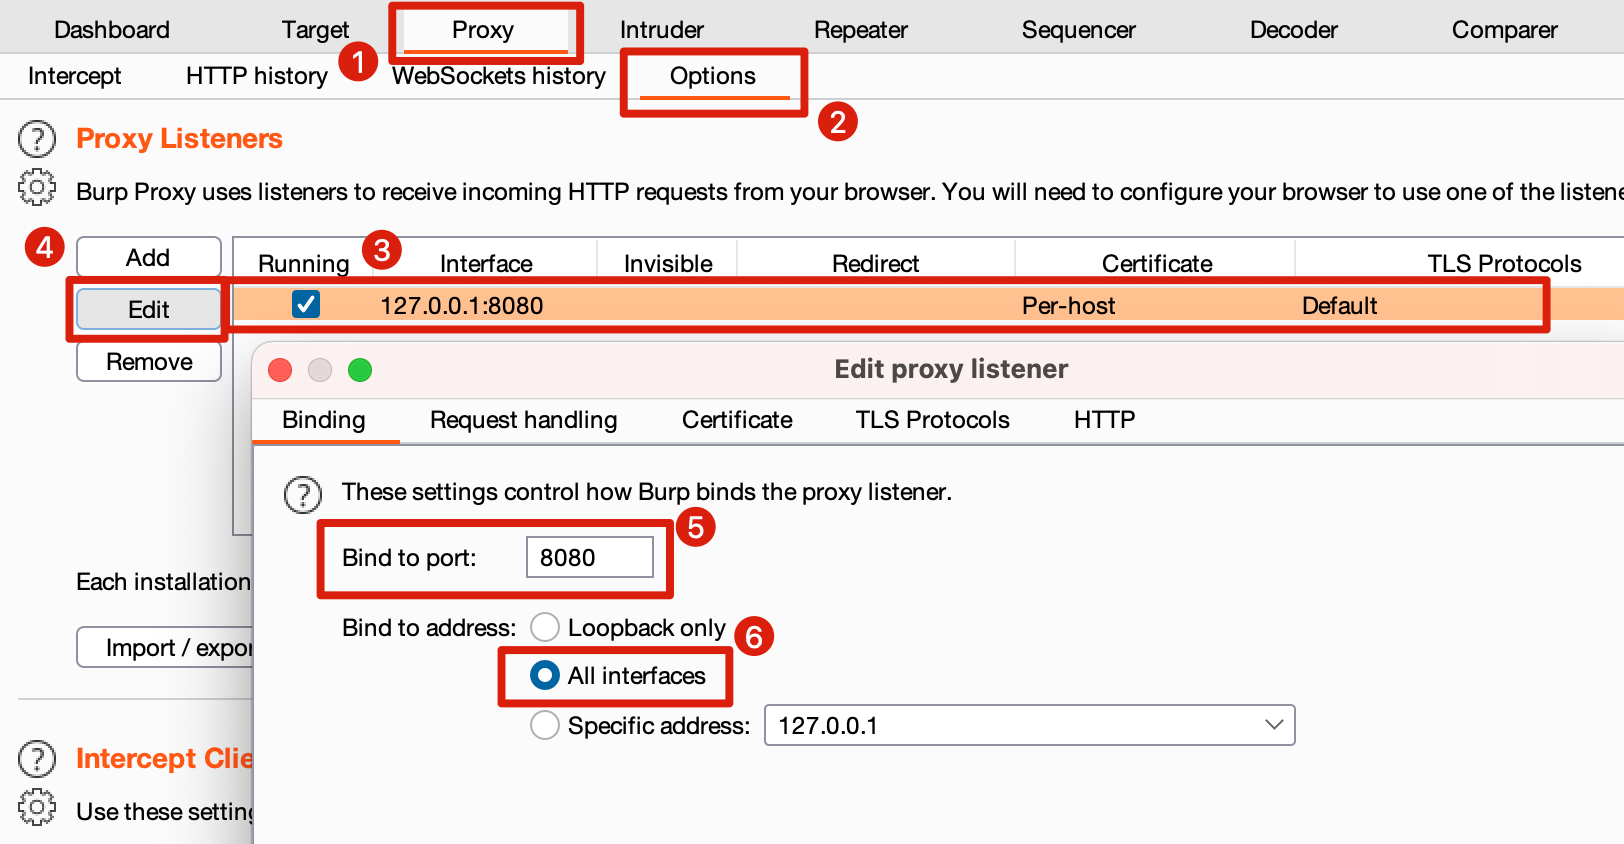 Dashboard Target Proxy Intruder Repeater Sequencer Decoder Comparer
1
Intercept HTTP history WebSockets history Options
2
Proxy Listeners
Burp Proxy uses listeners to receive incoming HTTP requests from your browser. You will need to configure your browser to use one of the listene
4
3
Add
Running Interface Invisible Redirect Certificate TLS Protocols
Edit
127.0.0.1:8080 Per-host Default
Remove
Edit proxy listener
Binding Request handling Certificate TLS Protocols HTTP
These settings control how Burp binds the proxy listener.
5
Bind to port: 8080
Each installation
Bind to address: Loopback only
6
Import / expor
All interfaces
Specific address: 127.0.0.1
Intercept Clie
Use these setting